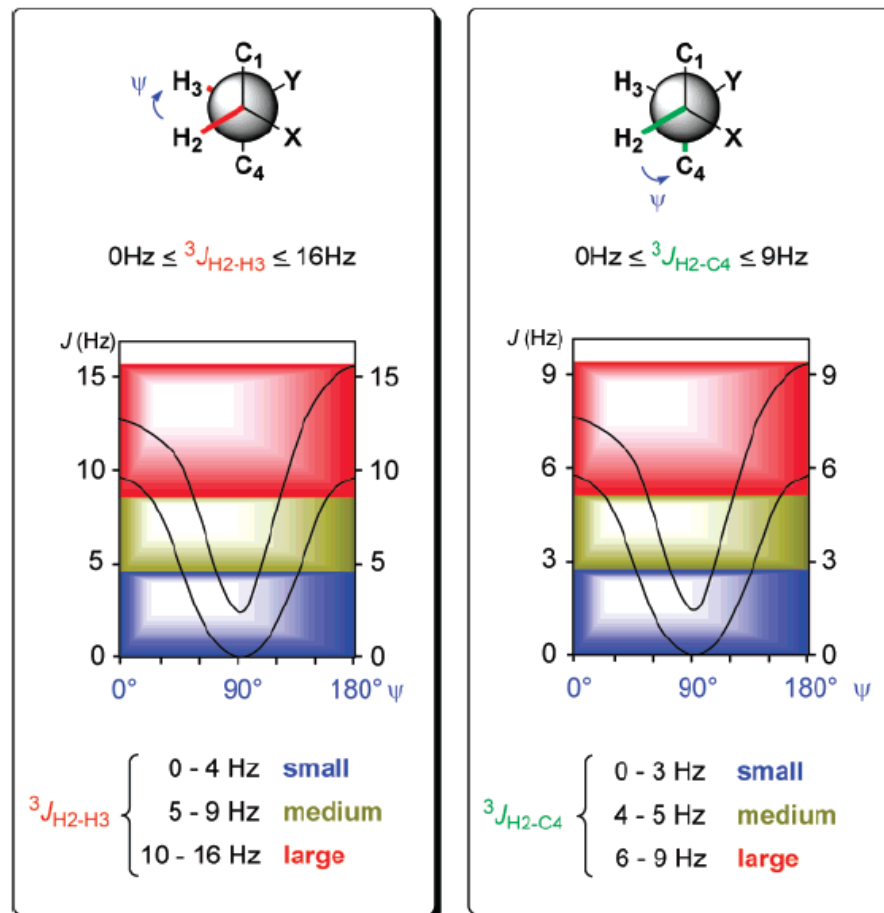 C1
H3
Y
ψ
H2
X
C4
0Hz ≤ 3JH2-H3 ≤ 16Hz
J (Hz)
15 15
10 10
5 5
0 0
0° 90° 180° ψ
3JH2-H3
0 - 4 Hz small
5 - 9 Hz medium
10 - 16 Hz large
C1
H3
Y
H2
X
C4
ψ
0Hz ≤ 3JH2-C4 ≤ 9Hz
J (Hz)
9 9
6 6
3 3
0 0
0° 90° 180° ψ
3JH2-C4
0 - 3 Hz small
4 - 5 Hz medium
6 - 9 Hz large